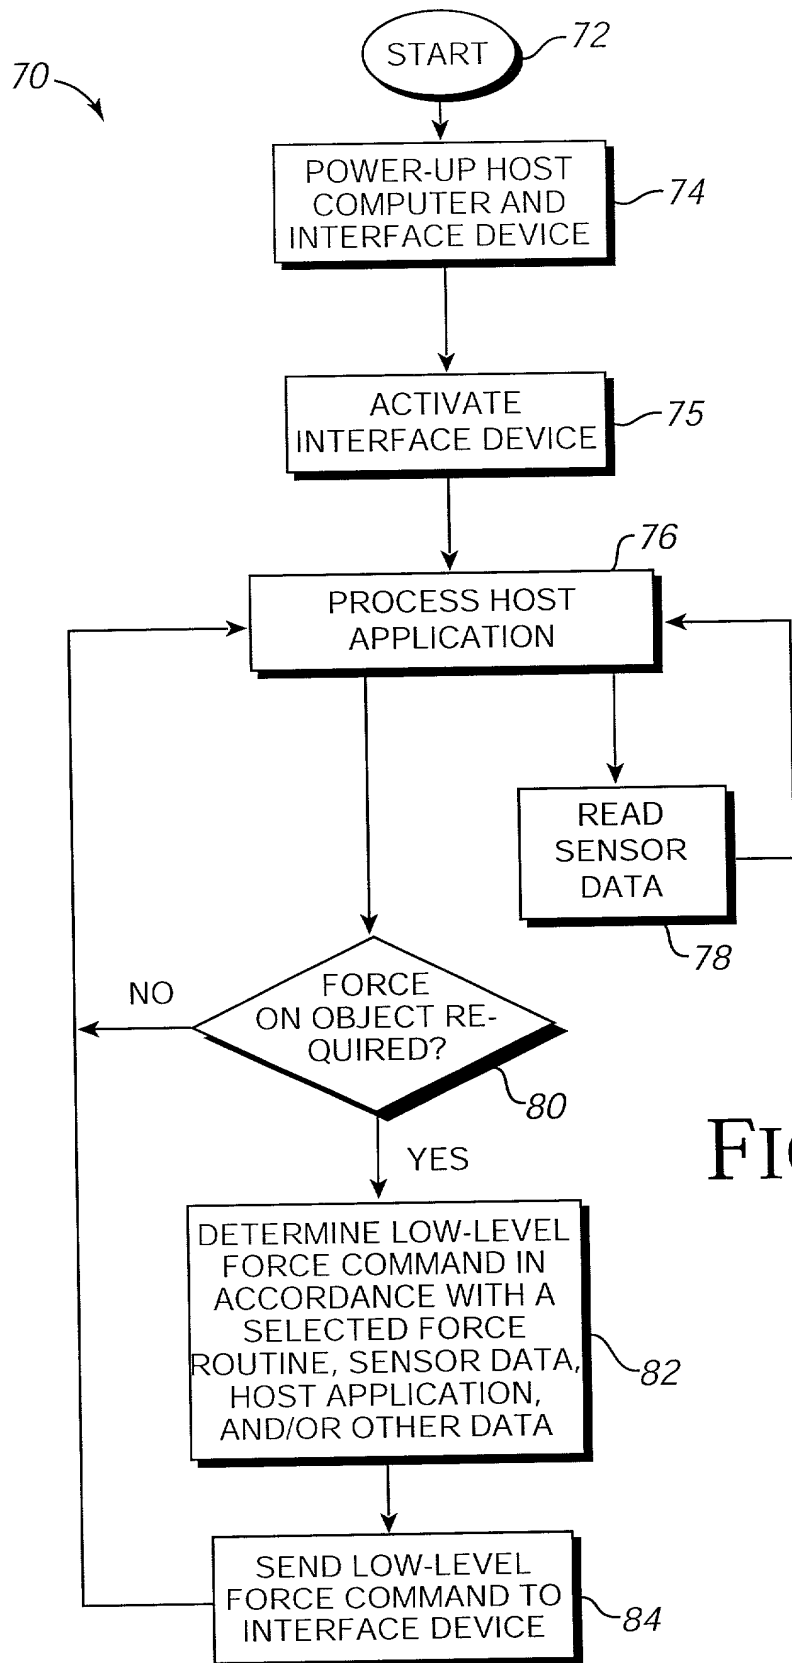 70
START
72
POWER-UP HOST
COMPUTER AND
INTERFACE DEVICE
74
ACTIVATE
INTERFACE DEVICE
75
76
PROCESS HOST
APPLICATION
READ
SENSOR
DATA
78
NO
FORCE
ON OBJECT RE-
QUIRED?
80
YES
DETERMINE LOW-LEVEL
FORCE COMMAND IN
ACCORDANCE WITH A
SELECTED FORCE
ROUTINE, SENSOR DATA,
HOST APPLICATION,
AND/OR OTHER DATA
82
SEND LOW-LEVEL
FORCE COMMAND TO
INTERFACE DEVICE
84